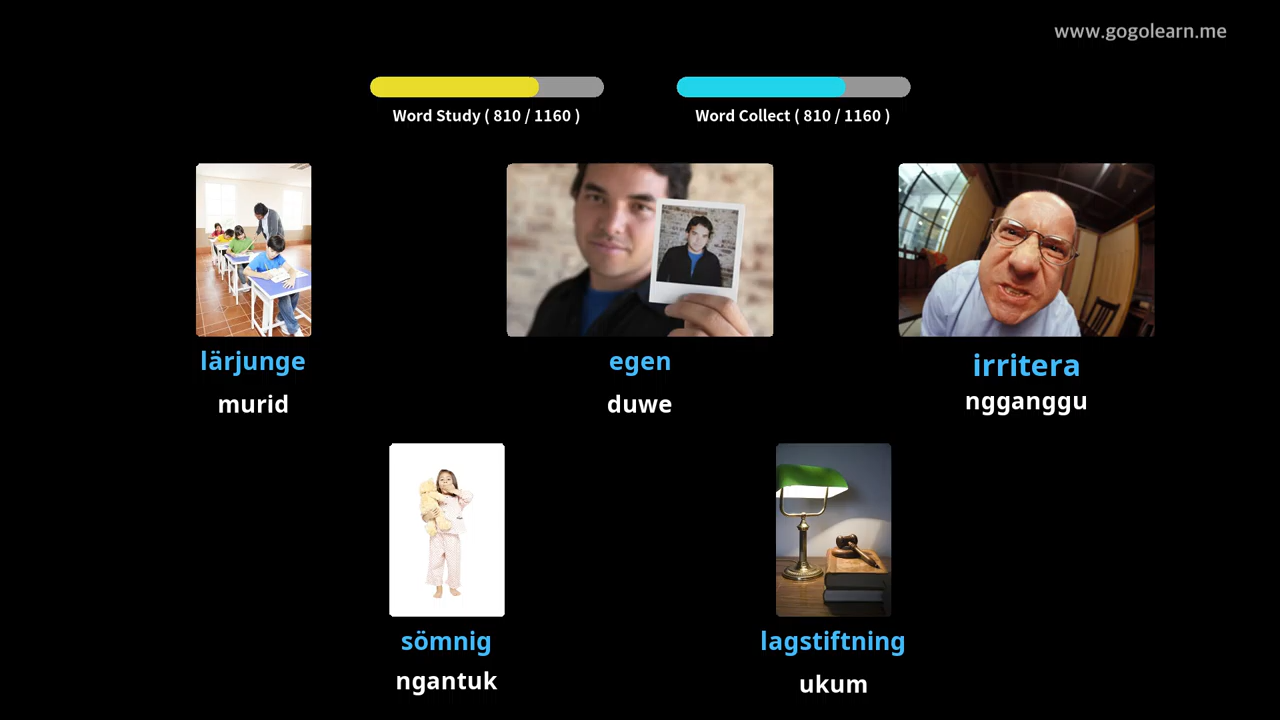 www.gogolearn.me
Word Study ( 810 / 1160 )
Word Collect ( 810 / 1160 )
lärjunge
murid
egen
duwe
irritera
ngganggu
sömnig
ngantuk
lagstiftning
ukum